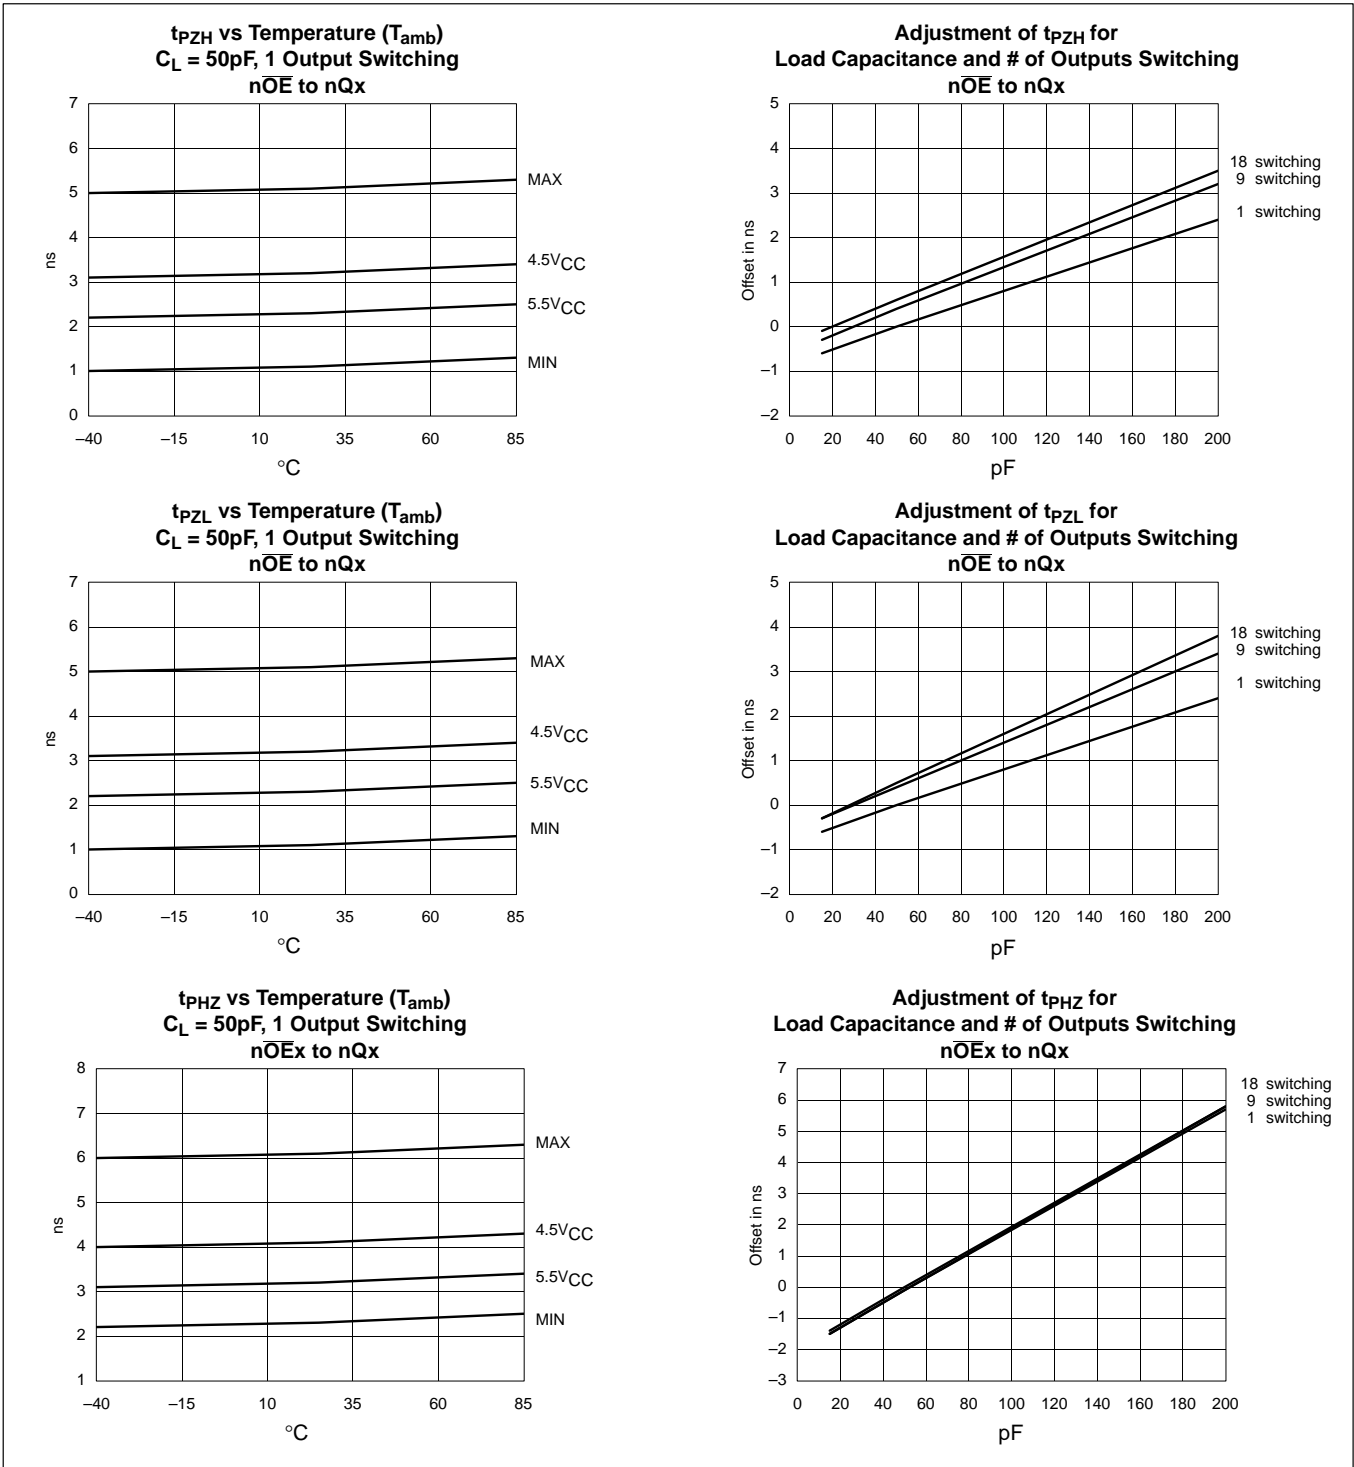 tPZH vs Temperature (Tamb)
CL = 50pF, 1 Output Switching
nOE to nQx
7
6
5
4
3
2
1
0
ns
MAX
4.5VCC
5.5VCC
MIN
–40 –15 10 35 60 85
°C
Adjustment of tPZH for
Load Capacitance and # of Outputs Switching
nOE to nQx
5
4
3
2
1
0
–1
–2
Offset in ns
18 switching
9 switching
1 switching
0 20 40 60 80 100 120 140 160 180 200
pF
tPZL vs Temperature (Tamb)
CL = 50pF, 1 Output Switching
nOE to nQx
7
6
5
4
3
2
1
0
ns
MAX
4.5VCC
5.5VCC
MIN
–40 –15 10 35 60 85
°C
Adjustment of tPZL for
Load Capacitance and # of Outputs Switching
nOE to nQx
5
4
3
2
1
0
–1
–2
Offset in ns
18 switching
9 switching
1 switching
0 20 40 60 80 100 120 140 160 180 200
pF
tPHZ vs Temperature (Tamb)
CL = 50pF, 1 Output Switching
nOEx to nQx
8
7
6
5
4
3
2
1
ns
MAX
4.5VCC
5.5VCC
MIN
–40 –15 10 35 60 85
°C
Adjustment of tPHZ for
Load Capacitance and # of Outputs Switching
nOEx to nQx
7
6
5
4
3
2
1
0
–1
–2
–3
Offset in ns
18 switching
9 switching
1 switching
0 20 40 60 80 100 120 140 160 180 200
pF